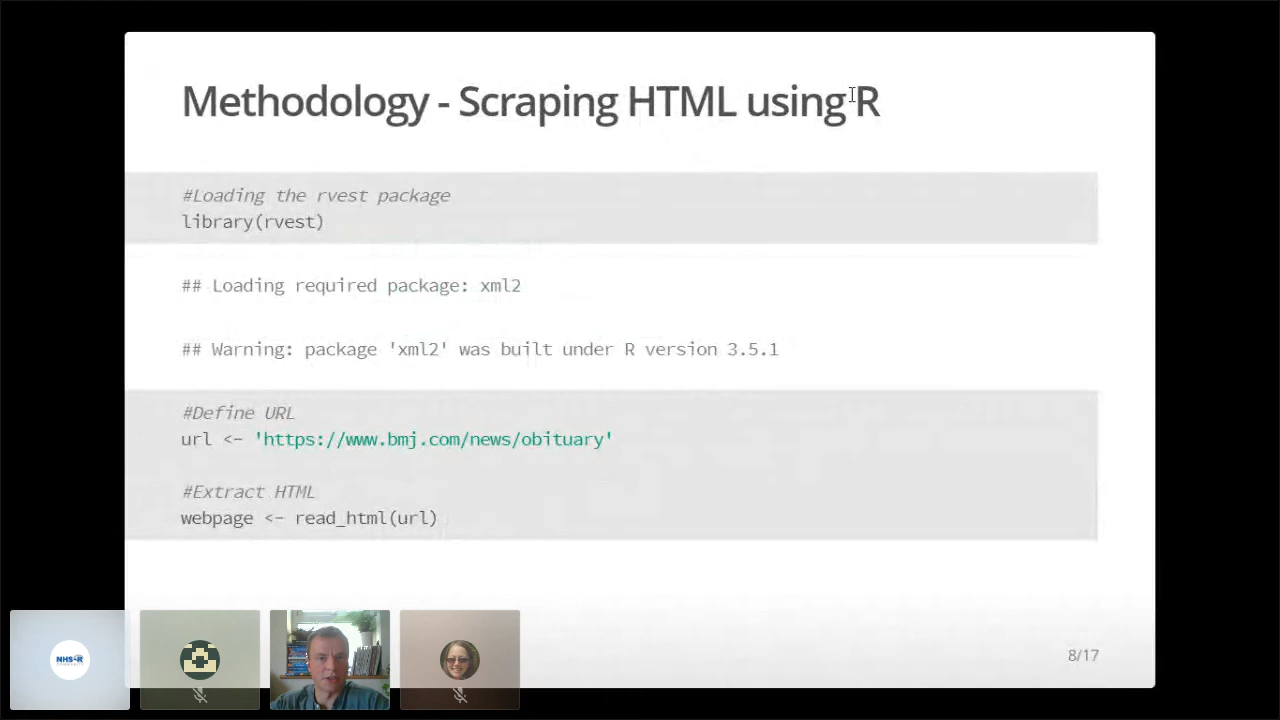 Methodology - Scraping HTML using R
#Loading the rvest package
library(rvest)
## Loading required package: xml2
## Warning: package 'xml2' was built under R version 3.5.1
#Define URL
url <- 'https://www.bmj.com/news/obituary'
#Extract HTML
webpage <- read_html(url)
8/17
NHS-R
COMMUNITY